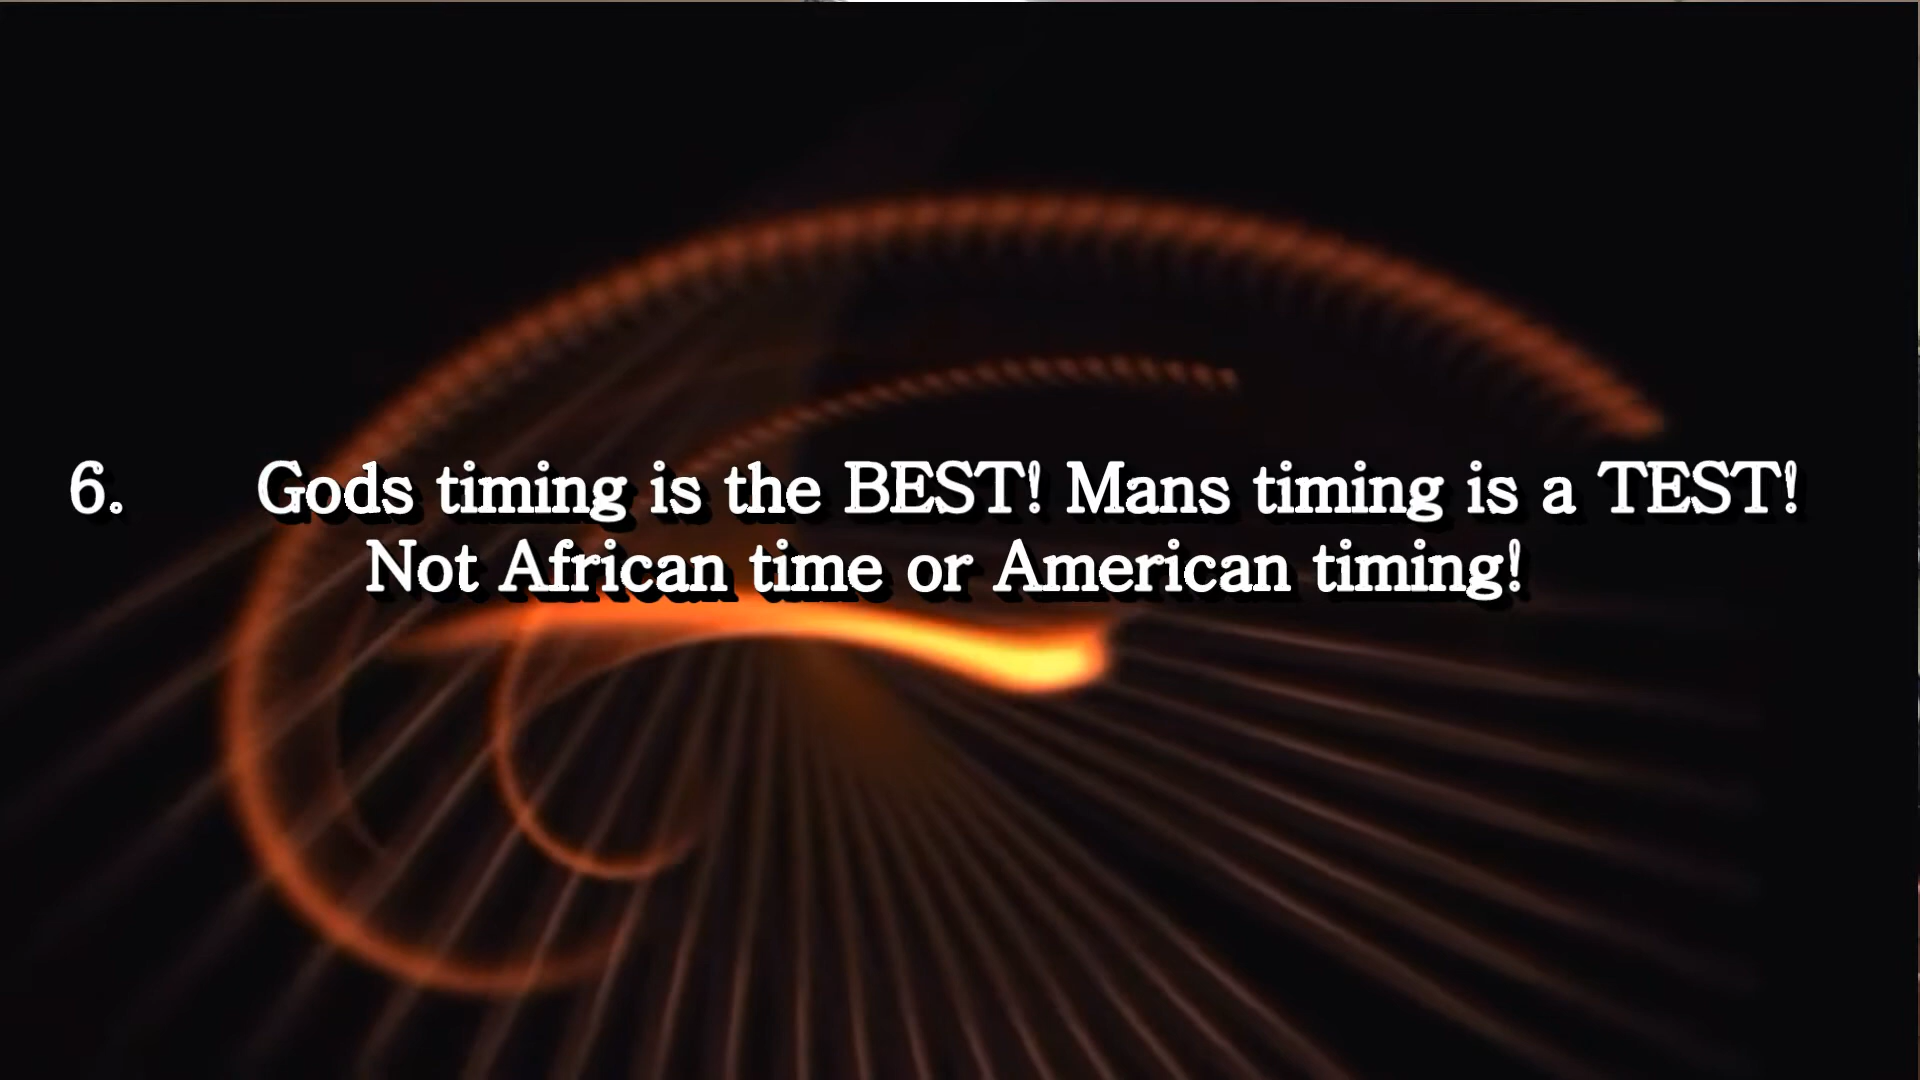 6. Gods timing is the BEST! Mans timing is a TEST!
Not African time or American timing!